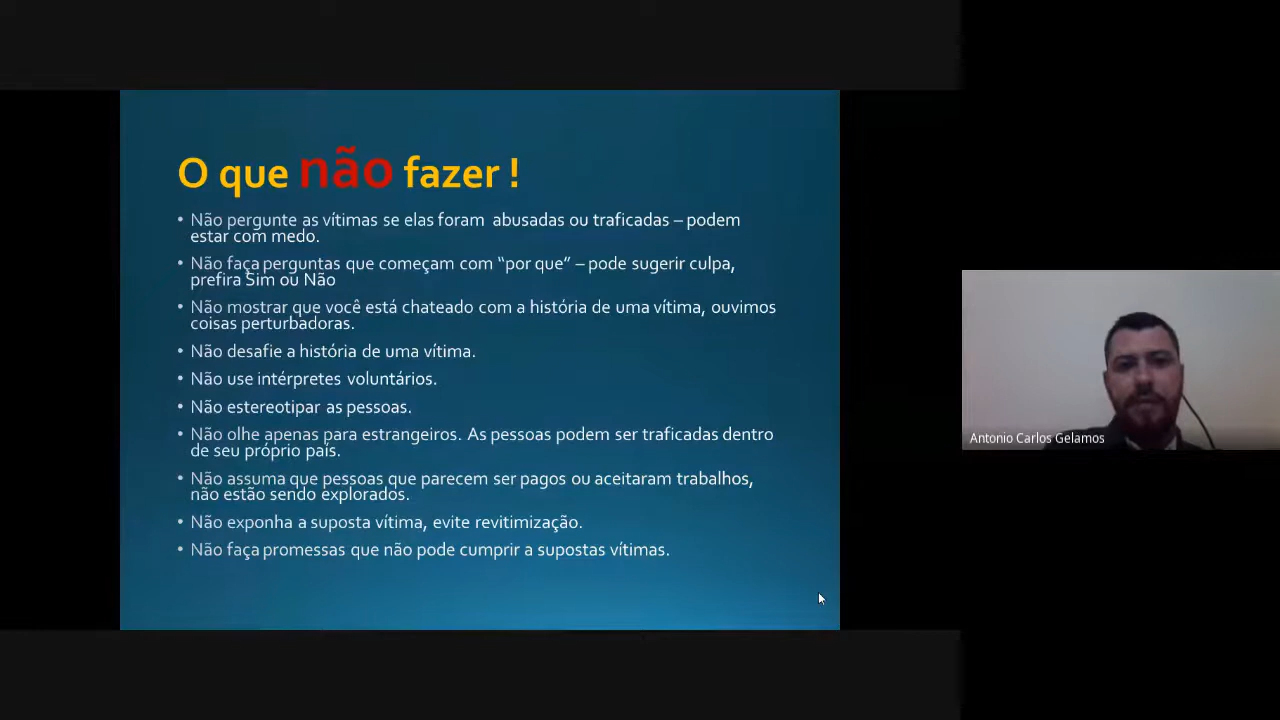 O que não fazer !
• Não pergunte as vítimas se elas foram abusadas ou traficadas – podem
estar com medo.
• Não faça perguntas que começam com “por que” – pode sugerir culpa,
prefira Sim ou Não
• Não mostrar que você está chateado com a história de uma vítima, ouvimos
coisas perturbadoras.
• Não desafie a história de uma vítima.
• Não use intérpretes voluntários.
• Não estereotipar as pessoas.
• Não olhe apenas para estrangeiros. As pessoas podem ser traficadas dentro
de seu próprio país.
• Não assuma que pessoas que parecem ser pagos ou aceitaram trabalhos,
não estão sendo explorados.
• Não exponha a suposta vítima, evite revitimização.
• Não faça promessas que não pode cumprir a supostas vítimas.
Antonio Carlos Gelamos